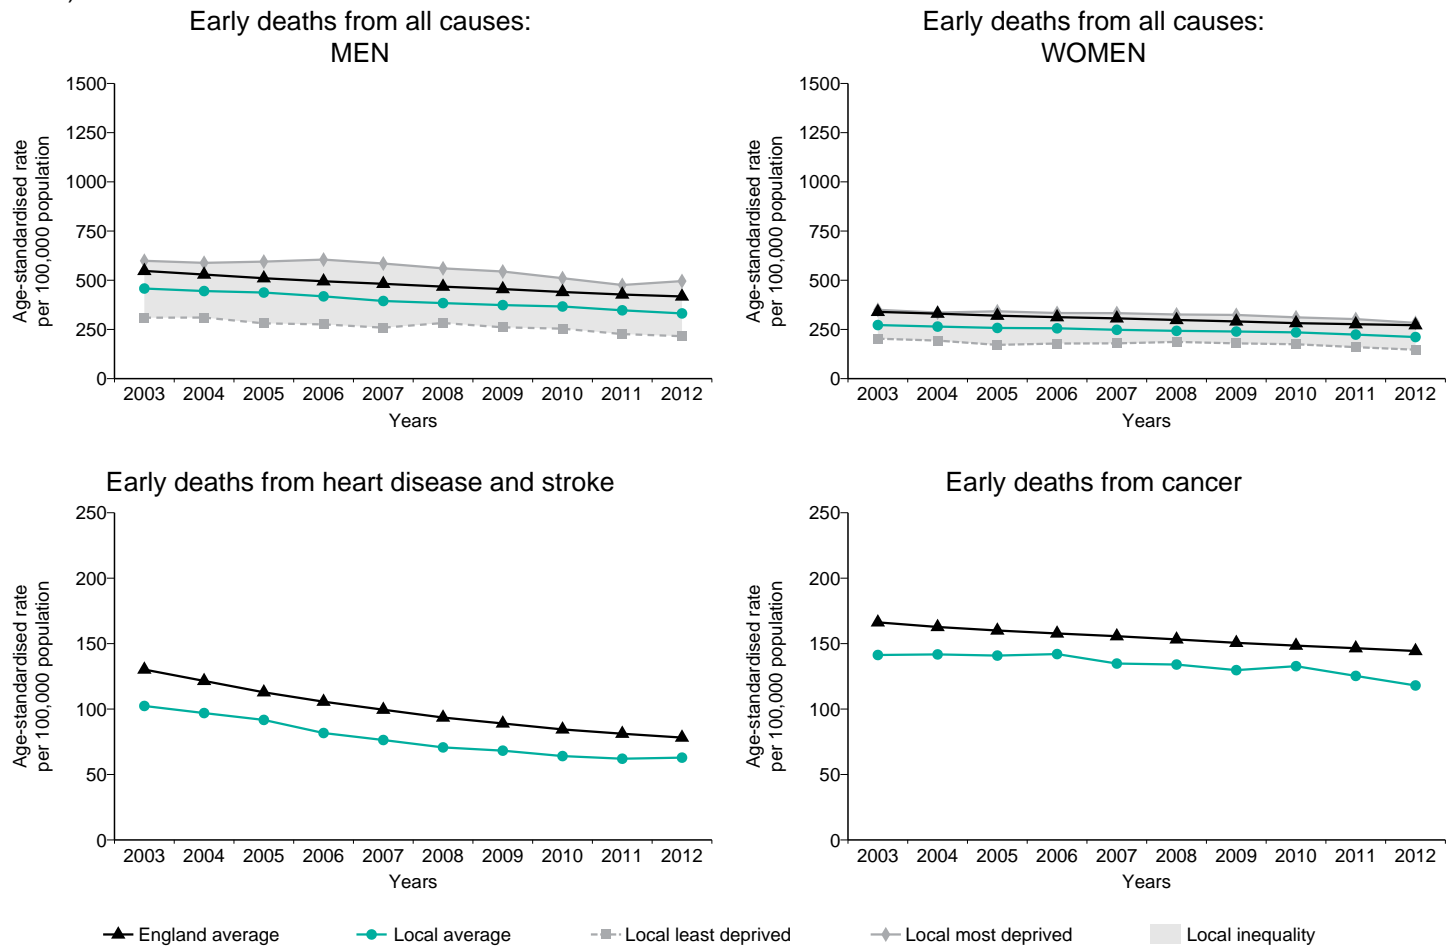 Early deaths from all causes:
MEN
Age-standardised rate
per 100,000 population
1500
1250
1000
750
500
250
0
2003 2004 2005 2006 2007 2008 2009 2010 2011 2012
Years
Early deaths from all causes:
WOMEN
Age-standardised rate
per 100,000 population
1500
1250
1000
750
500
250
0
2003 2004 2005 2006 2007 2008 2009 2010 2011 2012
Years
Early deaths from heart disease and stroke
Age-standardised rate
per 100,000 population
250
200
150
100
50
0
2003 2004 2005 2006 2007 2008 2009 2010 2011 2012
Years
Early deaths from cancer
Age-standardised rate
per 100,000 population
250
200
150
100
50
0
2003 2004 2005 2006 2007 2008 2009 2010 2011 2012
Years
England average Local average Local least deprived Local most deprived Local inequality